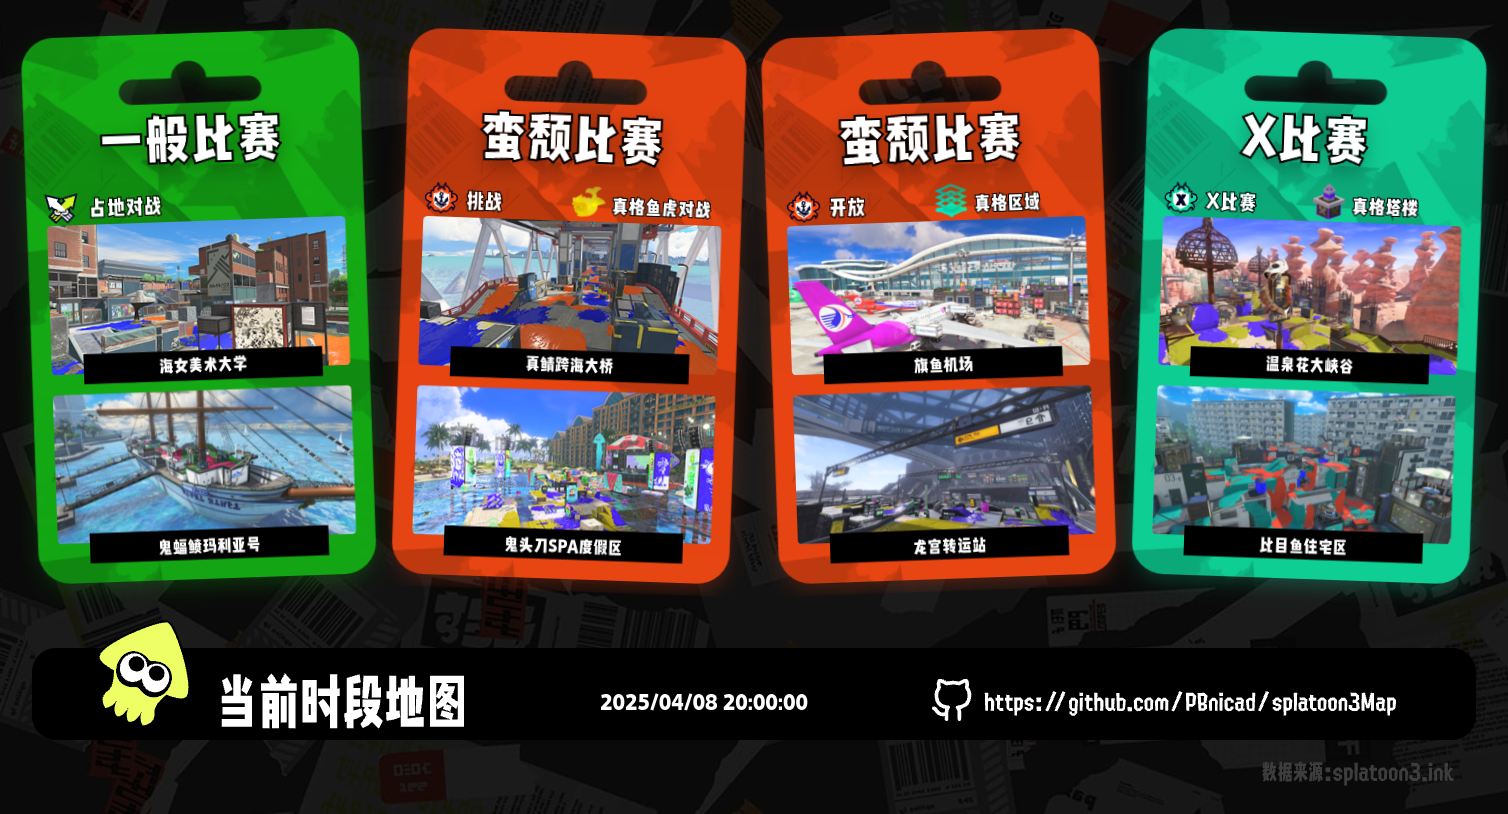 一般比赛
占地对战
海女美术大学
鬼蝠鲼玛利亚号
蛮颓比赛
挑战
真格鱼虎对战
真鲭跨海大桥
鬼头刀SPA度假区
蛮颓比赛
开放
真格区域
旗鱼机场
龙宫转运站
X比赛
X比赛
真格塔楼
温泉花大峡谷
比目鱼住宅区
当前时段地图
2025/04/08 20:00:00
https://github.com/PBnicad/splatoon3Map
数据来源:splatoon3.ink